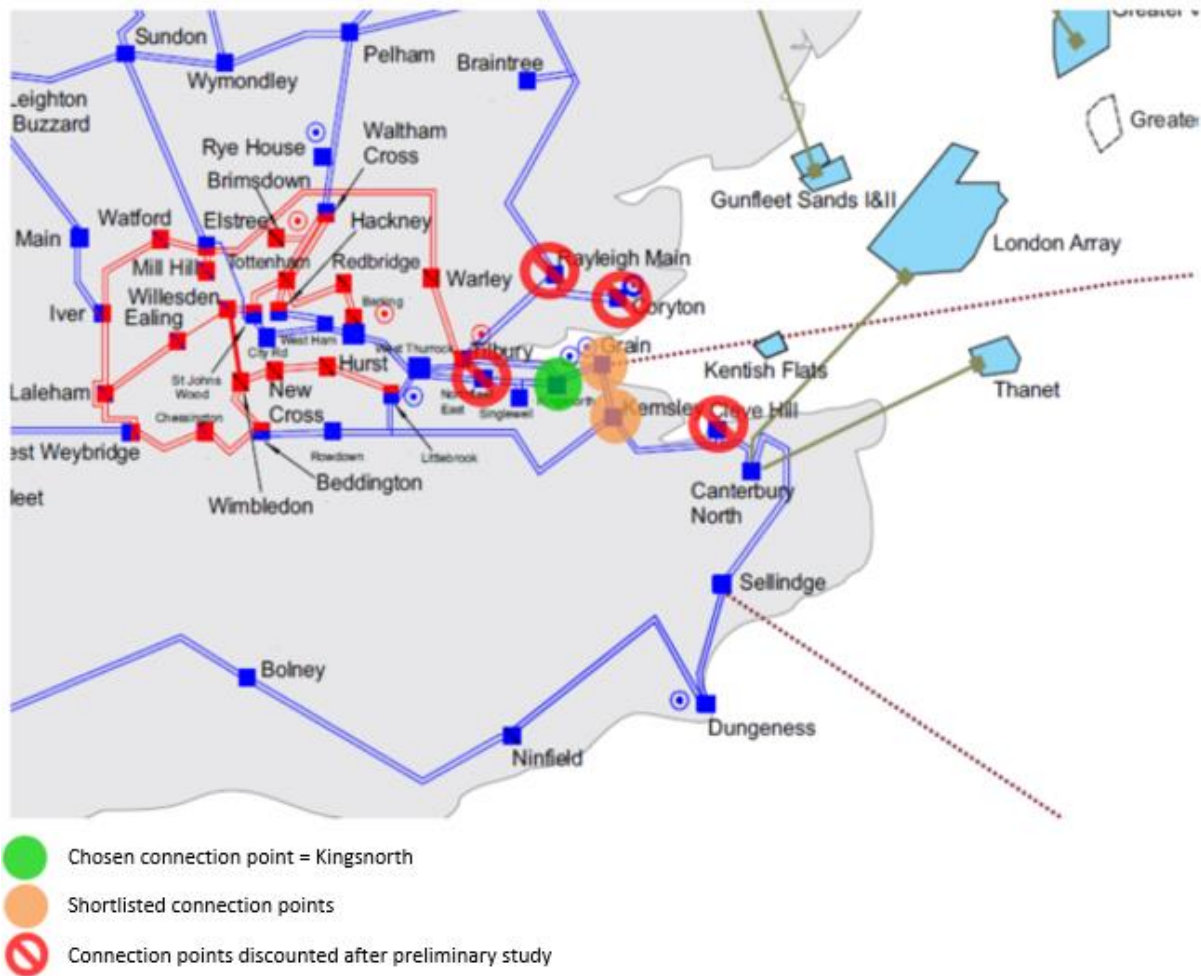 Sundon
Wymondley
Pelham
Braintree
Leighton
Buzzard
Rye House
Waltham
Cross
Brimsdown
Gunfleet Sands I&II
London Array
Main
Watford
Elstree
Hackney
Mill Hill
Tottenham
Redbridge
Warley
Rayleigh Main
Iver
Willesden
Ealing
Barking
Coryton
City Rd
West Ham
West Thurrock
Tilbury
Grain
Kentish Flats
Thanet
Laleham
St Johns
Wood
New
Cross
Hurst
East
Singlewell
Kemsley
Cleve Hill
Chessington
est Weybridge
Rowdown
Littlebrook
Beddington
Wimbledon
leet
Canterbury
North
Sellindge
Bolney
Ninfield
Dungeness
Chosen connection point = Kingsnorth
Shortlisted connection points
Connection points discounted after preliminary study